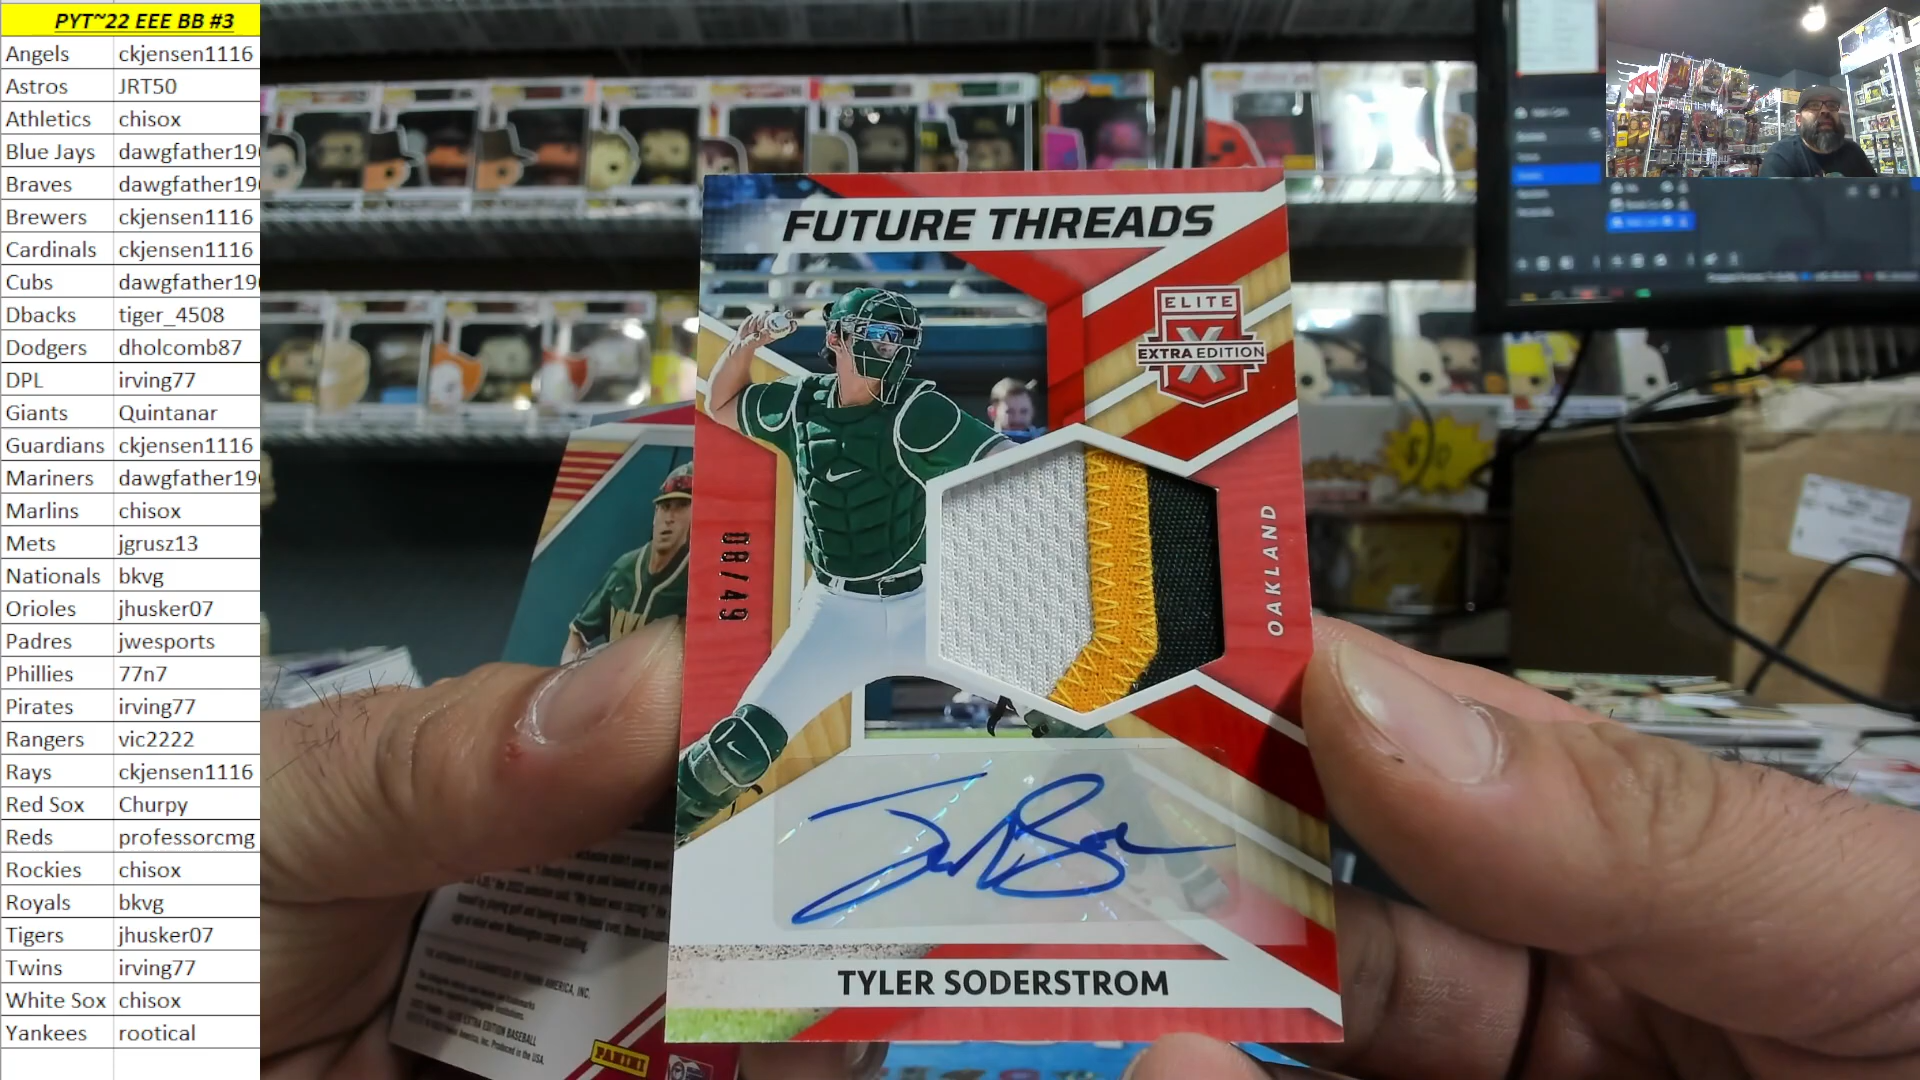 PYT~22 EEE BB #3
Angels ckjensen1116
Astros JRT50
Athletics chisox
Blue Jays dawgfather19
Braves dawgfather19
Brewers ckjensen1116
Cardinals ckjensen1116
Cubs dawgfather19
Dbacks tiger_4508
Dodgers dholcomb87
DPL irving77
Giants Quintanar
Guardians ckjensen1116
Mariners dawgfather19
Marlins chisox
Mets jgrusz13
Nationals bkvg
Orioles jhusker07
Padres jwesports
Phillies 77n7
Pirates irving77
Rangers vic2222
Rays ckjensen1116
Red Sox Churpy
Reds professorcmg
Rockies chisox
Royals bkvg
Tigers jhusker07
Twins irving77
White Sox chisox
Yankees rootical
FUTURE THREADS
ELITE
X
EXTRA EDITION
08/49
OAKLAND
TYLER SODERSTROM
PANINI